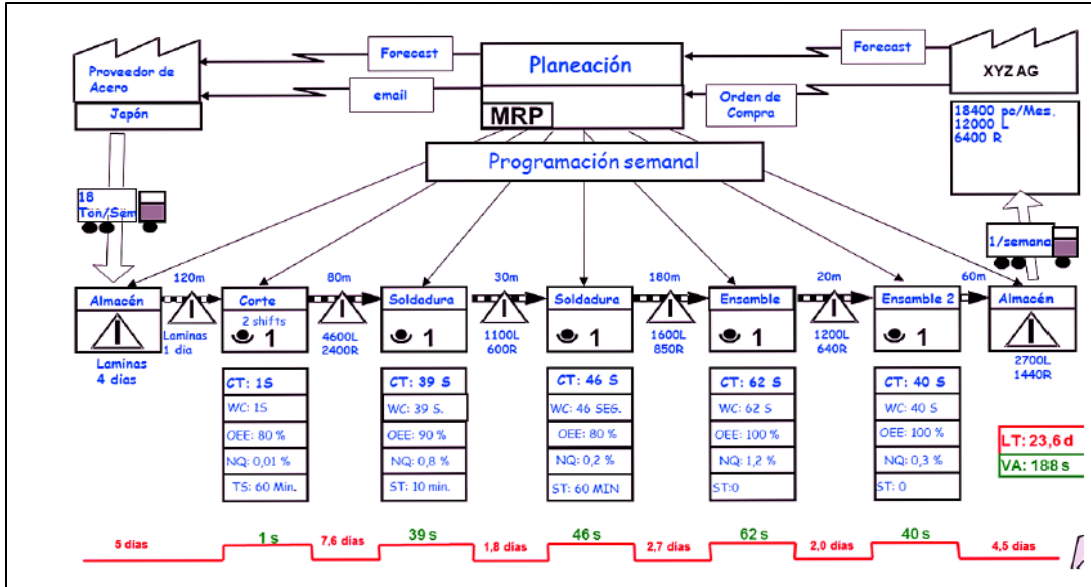 Forecast
Forecast
Proveedor de
Acero
Japón
Planeación
MRP
email
Orden de
Compra
XYZ AG
18400 pc/Mes.
12000 L
6400 R
Programación semanal
18
Ton/Sem
1/semana
120m
80m
30m
180m
20m
60m
Almacén
Corte
Soldadura
Soldadura
Ensamble
Ensamble 2
Almacén
2 shifts
1
1
1
1
1
Laminas
1 dia
4600L
2400R
1100L
600R
1600L
850R
1200L
640R
Laminas
4 dias
2700L
1440R
CT: 1S
WC: 1S
OEE: 80 %
NQ: 0,01 %
TS: 60 Min.
CT: 39 S
WC: 39 S.
OEE: 90 %
NQ: 0,8 %
ST: 10 min.
CT: 46 S
WC: 46 SEG.
OEE: 80 %
NQ: 0,2 %
ST: 60 MIN
CT: 62 S
WC: 62 S
OEE: 100 %
NQ: 1,2 %
ST:0
CT: 40 S
WC: 40 S
OEE: 100 %
NQ: 0,3 %
ST: 0
LT: 23,6 d
VA: 188 s
5 dias
1 s
7,6 dias
39 s
1,8 dias
46 s
2,7 dias
62 s
2,0 dias
40 s
4,5 dias